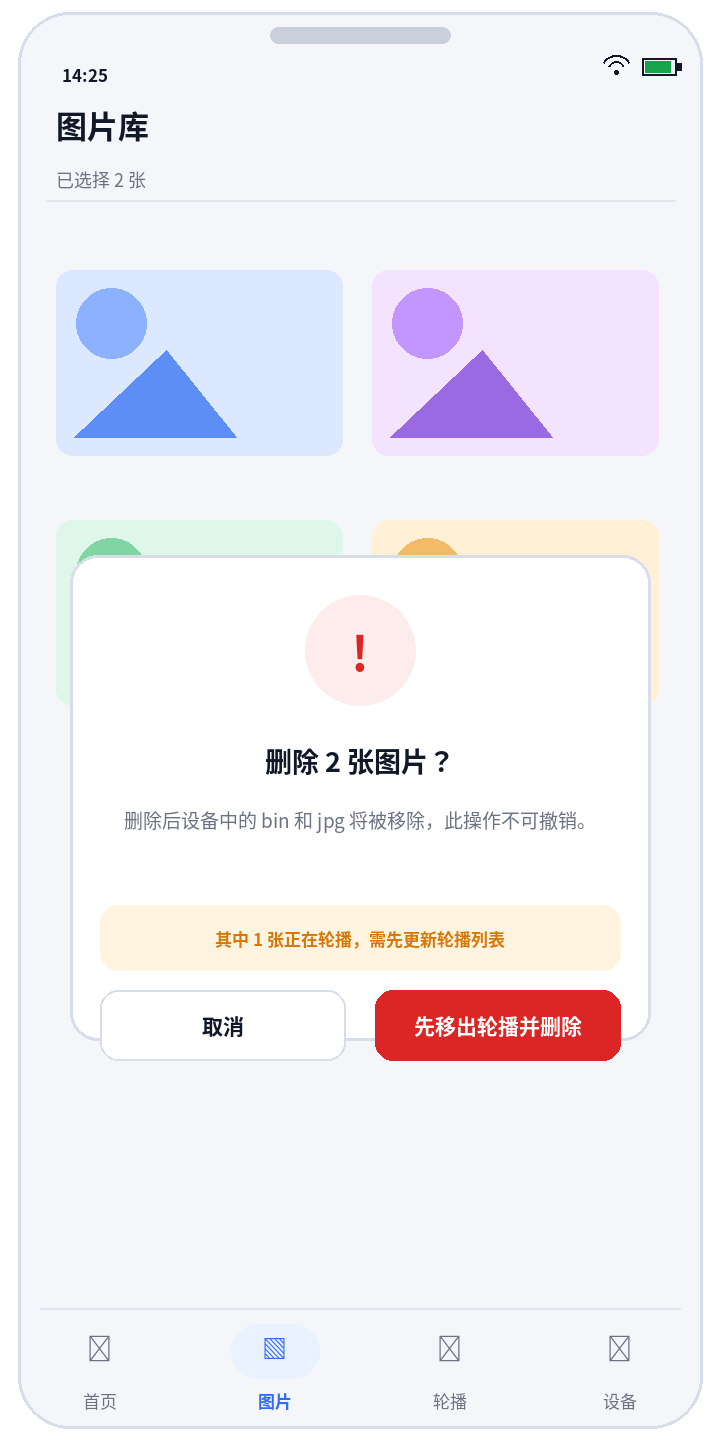 14:25
图片库
已选择 2 张
!
删除 2 张图片？
删除后设备中的 bin 和 jpg 将被移除，此操作不可撤销。
其中 1 张正在轮播，需先更新轮播列表
取消
先移出轮播并删除
首页
图片
轮播
设备